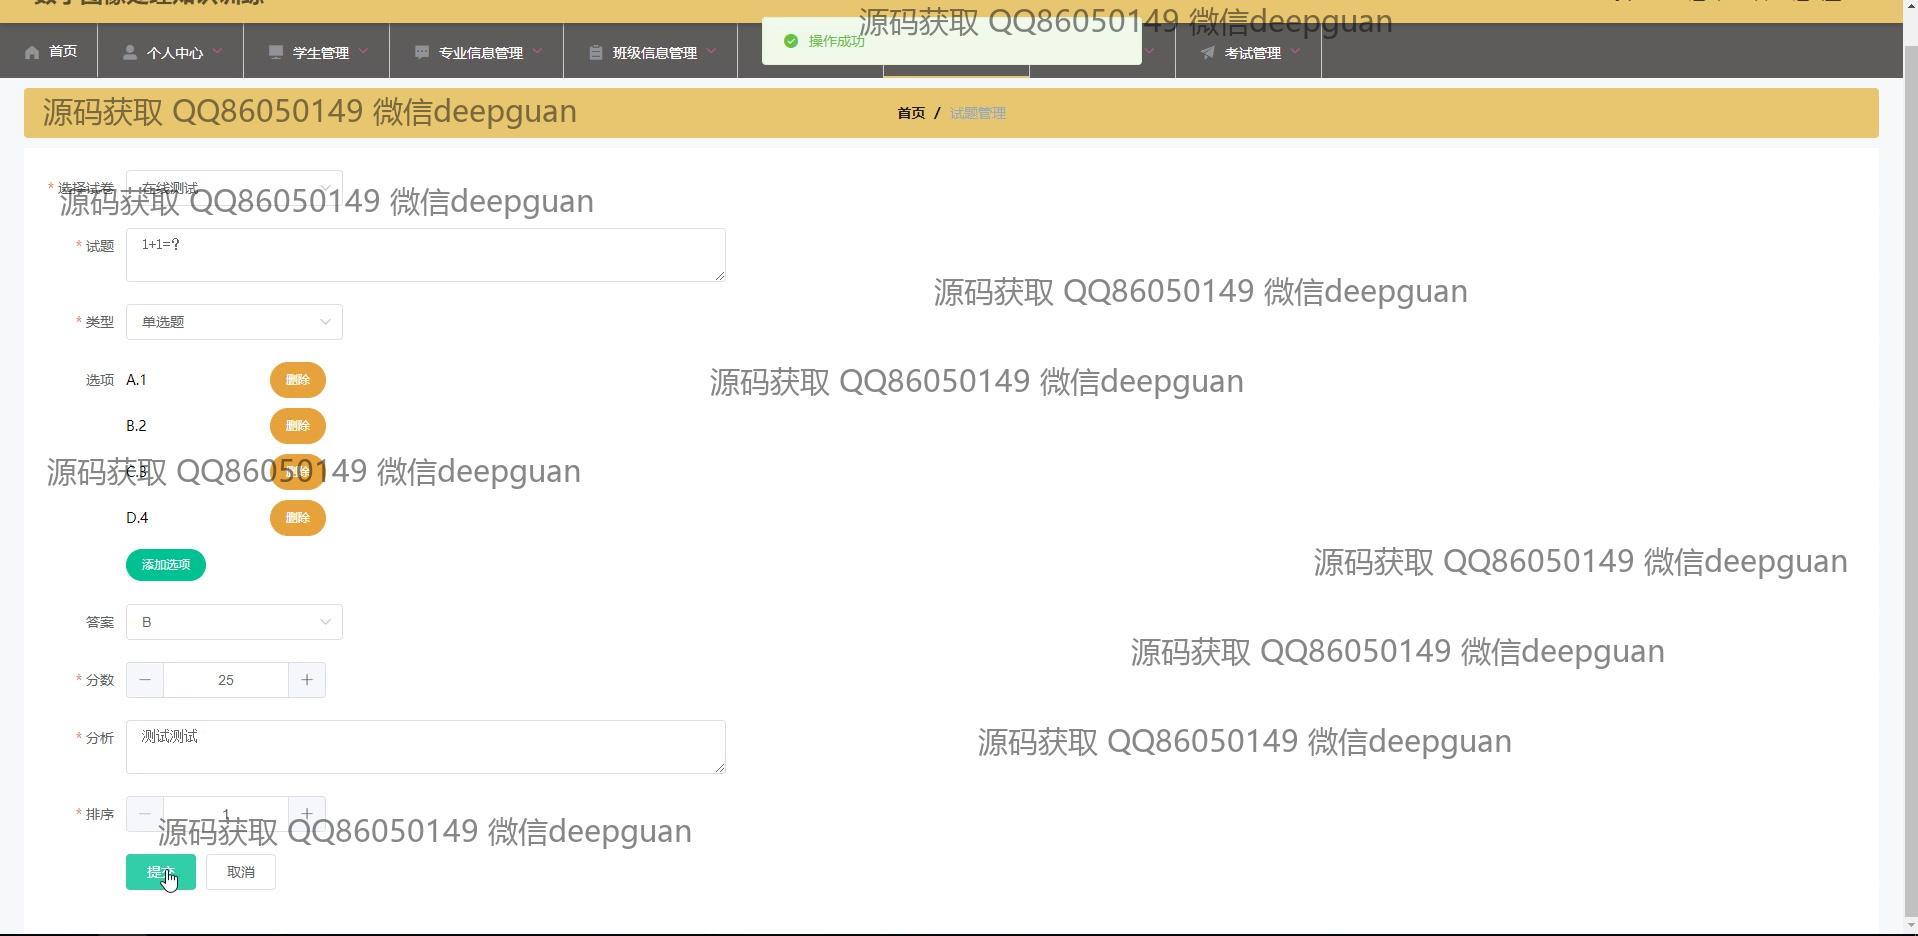 源码获取 QQ86050149 微信deepguan
操作成功
首页
个人中心
学生管理
专业信息管理
班级信息管理
考试管理
源码获取 QQ86050149 微信deepguan
首页 / 试题管理
* 选择试卷 在线测试
源码获取 QQ86050149 微信deepguan
* 试题 1+1=?
源码获取 QQ86050149 微信deepguan
* 类型 单选题
选项 A.1 删除
源码获取 QQ86050149 微信deepguan
B.2 删除
C.3 删除
源码获取 QQ86050149 微信deepguan
D.4 删除
添加选项
源码获取 QQ86050149 微信deepguan
答案 B
源码获取 QQ86050149 微信deepguan
* 分数 25
* 分析 测试测试
源码获取 QQ86050149 微信deepguan
* 排序 1
源码获取 QQ86050149 微信deepguan
提交 取消